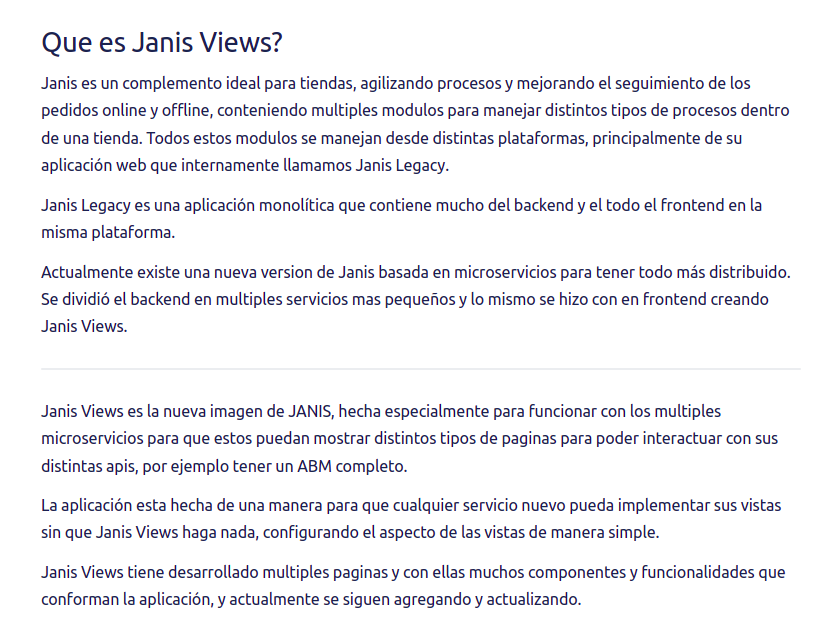 Que es Janis Views?
Janis es un complemento ideal para tiendas, agilizando procesos y mejorando el seguimiento de los
pedidos online y offline, conteniendo multiples modulos para manejar distintos tipos de procesos dentro
de una tienda. Todos estos modulos se manejan desde distintas plataformas, principalmente de su
aplicación web que internamente llamamos Janis Legacy.
Janis Legacy es una aplicación monolítica que contiene mucho del backend y el todo el frontend en la
misma plataforma.
Actualmente existe una nueva version de Janis basada en microservicios para tener todo más distribuido.
Se dividió el backend en multiples servicios mas pequeños y lo mismo se hizo con en frontend creando
Janis Views.
Janis Views es la nueva imagen de JANIS, hecha especialmente para funcionar con los multiples
microservicios para que estos puedan mostrar distintos tipos de paginas para poder interactuar con sus
distintas apis, por ejemplo tener un ABM completo.
La aplicación esta hecha de una manera para que cualquier servicio nuevo pueda implementar sus vistas
sin que Janis Views haga nada, configurando el aspecto de las vistas de manera simple.
Janis Views tiene desarrollado multiples paginas y con ellas muchos componentes y funcionalidades que
conforman la aplicación, y actualmente se siguen agregando y actualizando.